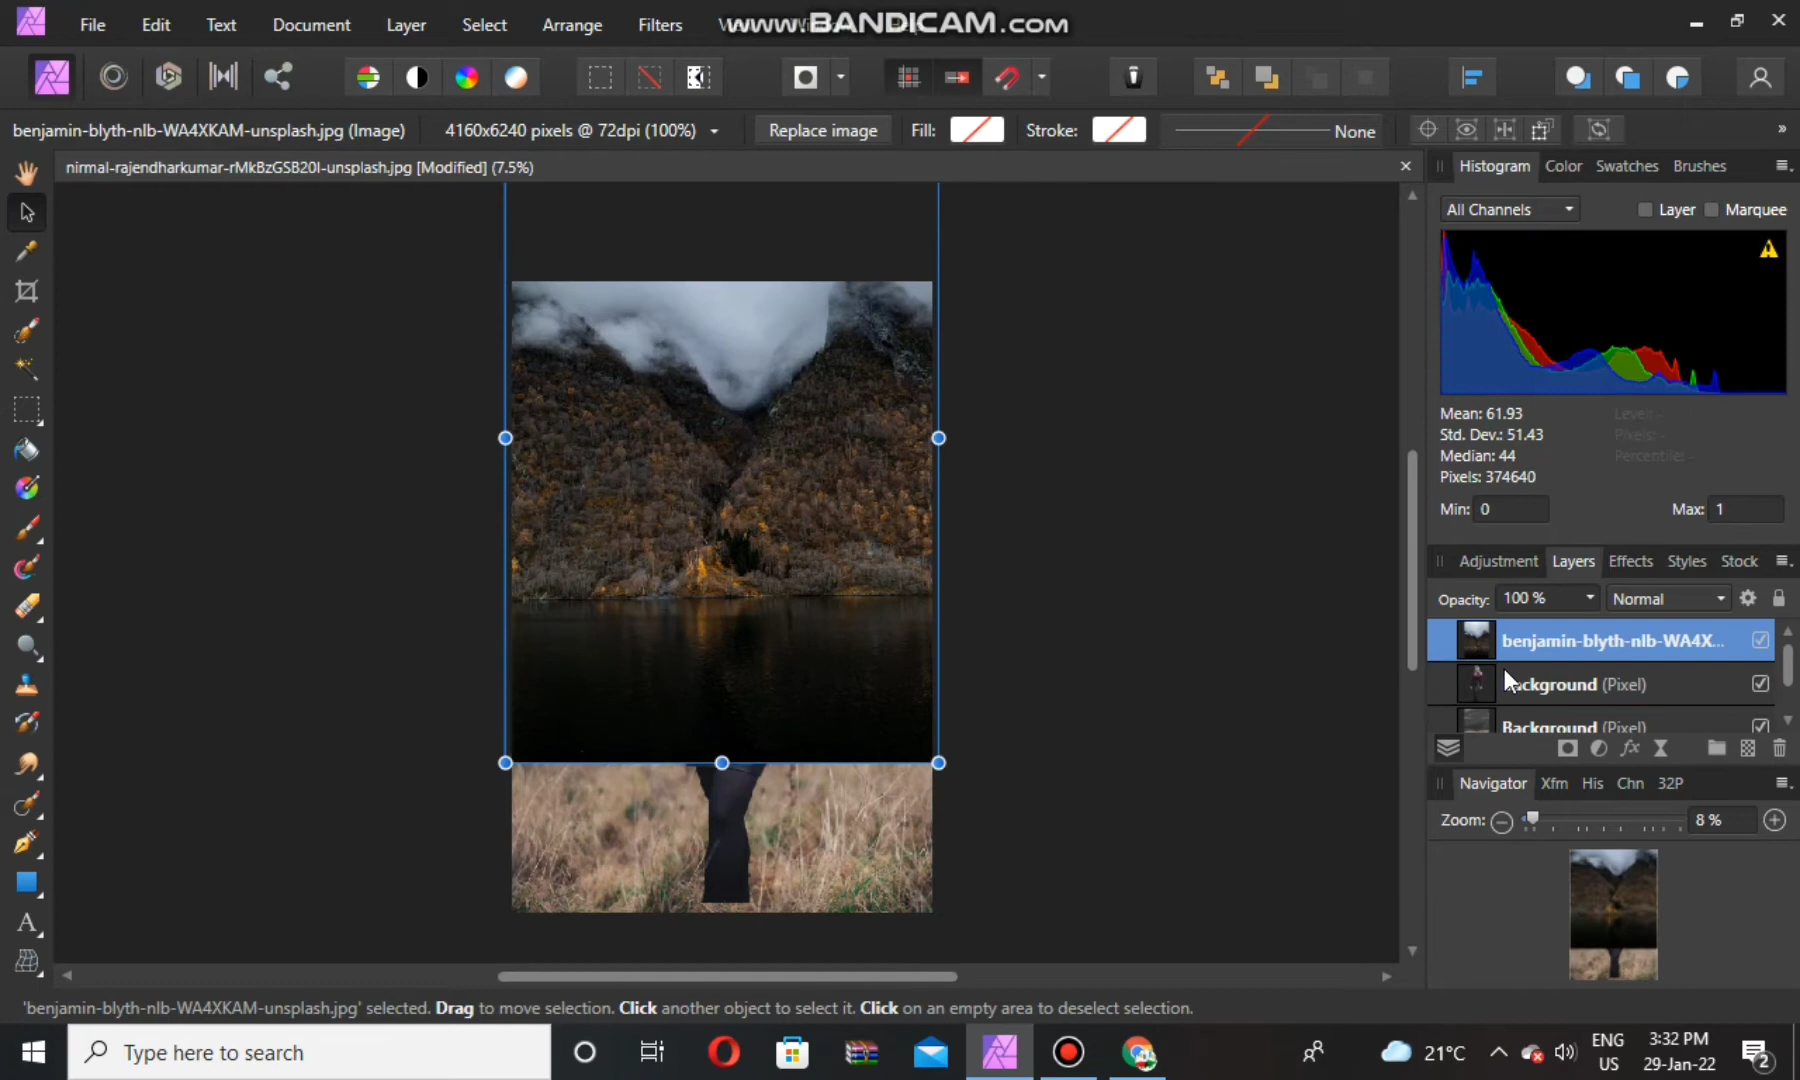 File Edit Text Document Layer Select Arrange Filters
www.BANDICAM.com
benjamin-blyth-nlb-WA4XKAM-unsplash.jpg (Image) 4160x6240 pixels @ 72dpi (100%) Replace image Fill: Stroke: None
nirmal-rajendharkumar-rMkBzGSB20I-unsplash.jpg [Modified] (7.5%)
Histogram Color Swatches Brushes
All Channels Layer Marquee
Mean: 61.93 Level: -
Std. Dev.: 51.43 Pixels: -
Median: 44 Percentile: -
Pixels: 374640
Min: 0 Max: 1
Adjustment Layers Effects Styles Stock
Opacity: 100 % Normal
benjamin-blyth-nlb-WA4X...
Background (Pixel)
Background (Pixel)
fx
Navigator Xfm His Chn 32P
Zoom: 8 %
A
'benjamin-blyth-nlb-WA4XKAM-unsplash.jpg' selected. Drag to move selection. Click another object to select it. Click on an empty area to deselect selection.
Type here to search
21°C
ENG
US
3:32 PM
29-Jan-22
2